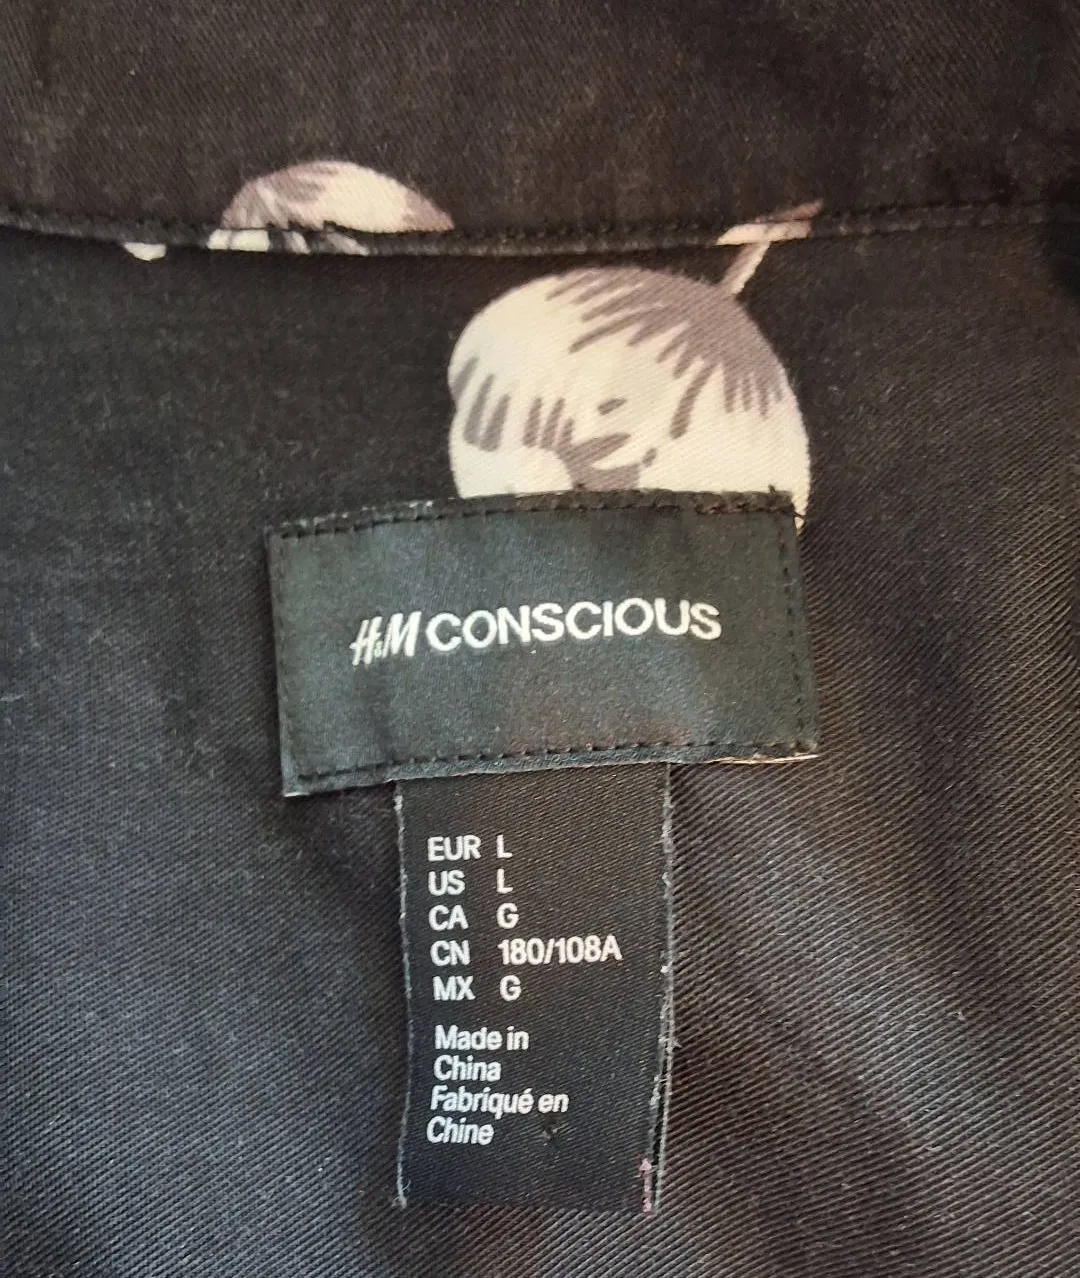 H&M CONSCIOUS
EUR L
US L
CA G
CN 180/108A
MX G
Made in
China
Fabriqué en
Chine